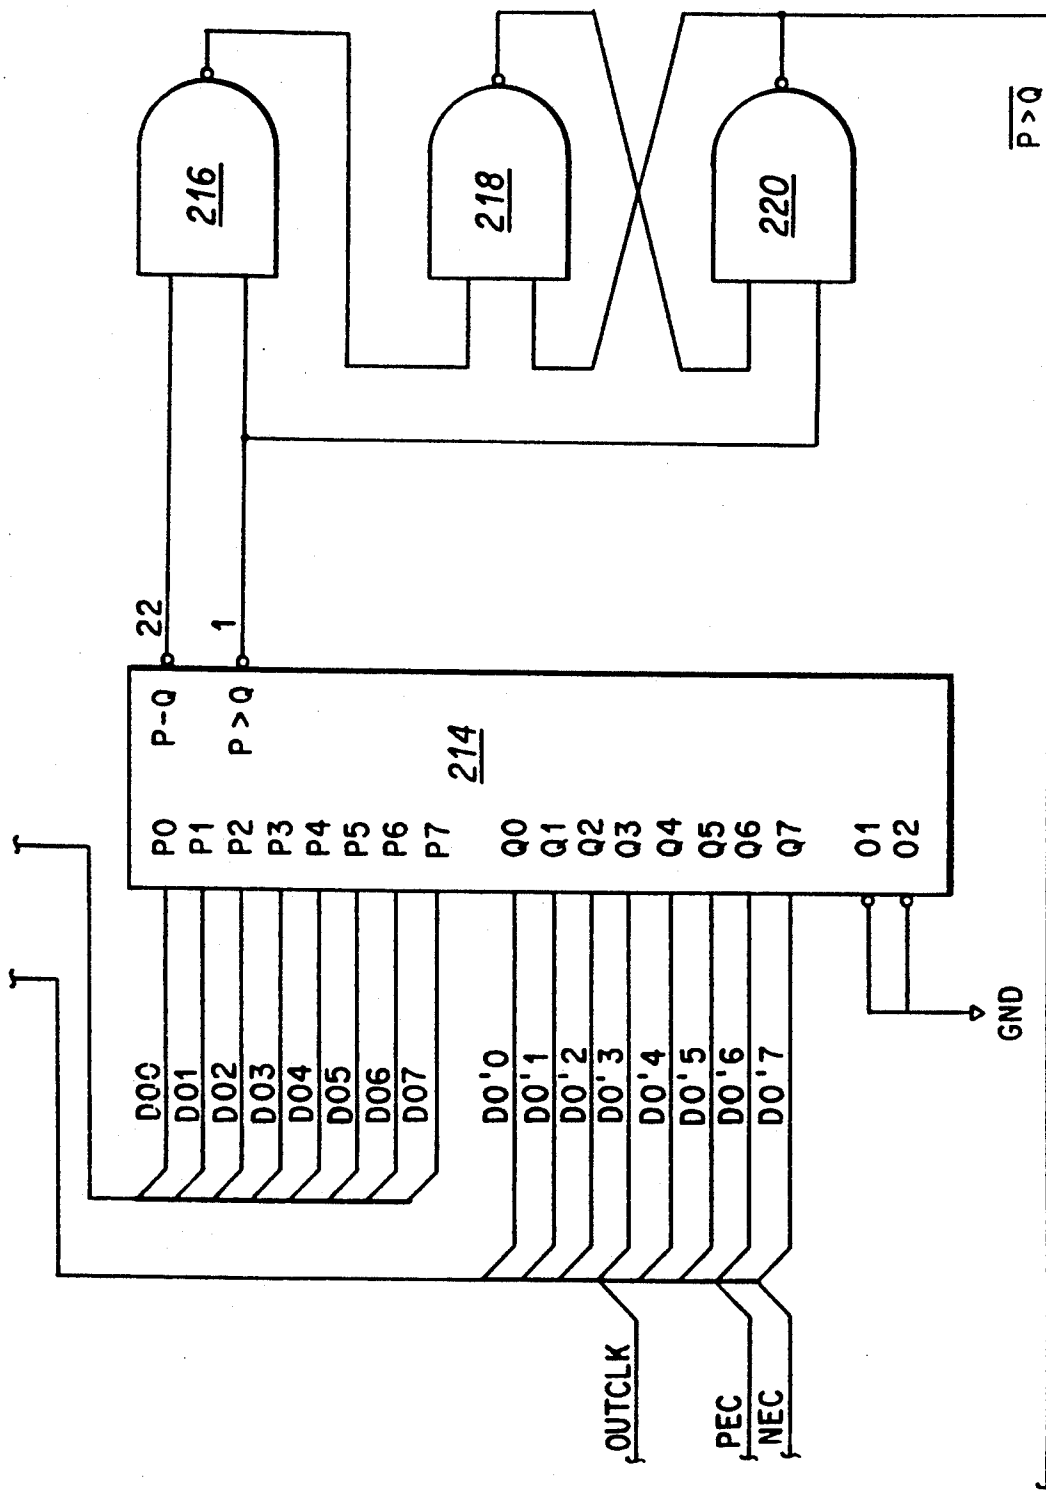 216
218
220
P>Q
22
1
P-Q
P>Q
214
P0
P1
P2
P3
P4
P5
P6
P7
Q0
Q1
Q2
Q3
Q4
Q5
Q6
Q7
O1
O2
DO0
DO1
DO2
DO3
DO4
DO5
DO6
DO7
DO'0
DO'1
DO'2
DO'3
DO'4
DO'5
DO'6
DO'7
GND
OUTCLK
PEC
NEC